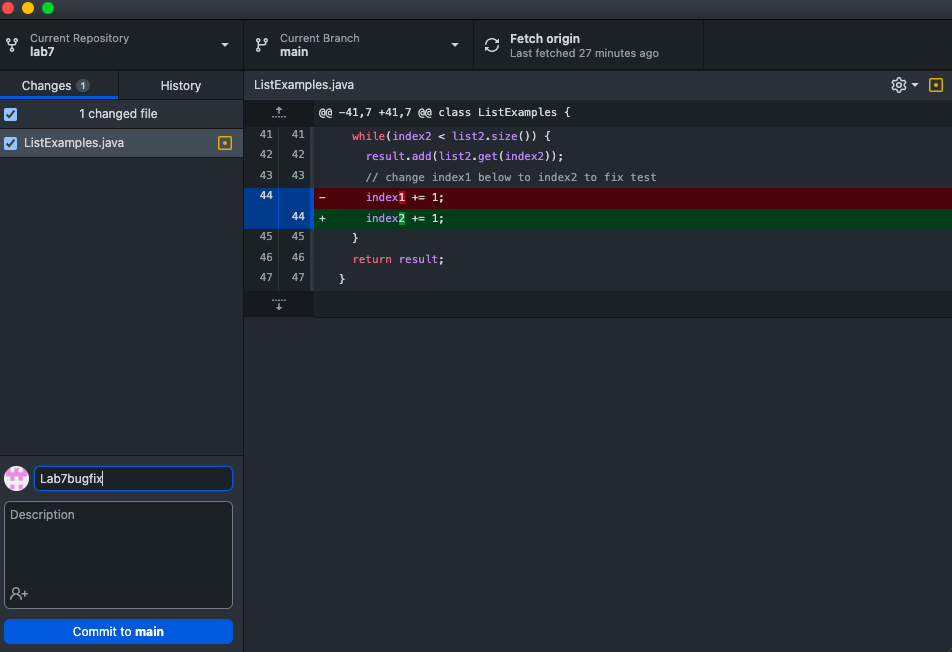 Current Repository
lab7
Current Branch
main
Fetch origin
Last fetched 27 minutes ago
Changes 1
History
1 changed file
ListExamples.java
ListExamples.java
@@ -41,7 +41,7 @@ class ListExamples {
41 41 while(index2 < list2.size()) {
42 42 result.add(list2.get(index2));
43 43 // change index1 below to index2 to fix test
44 - index1 += 1;
44 + index2 += 1;
45 45 }
46 46 return result;
47 47 }
Lab7bugfix
Description
Commit to main